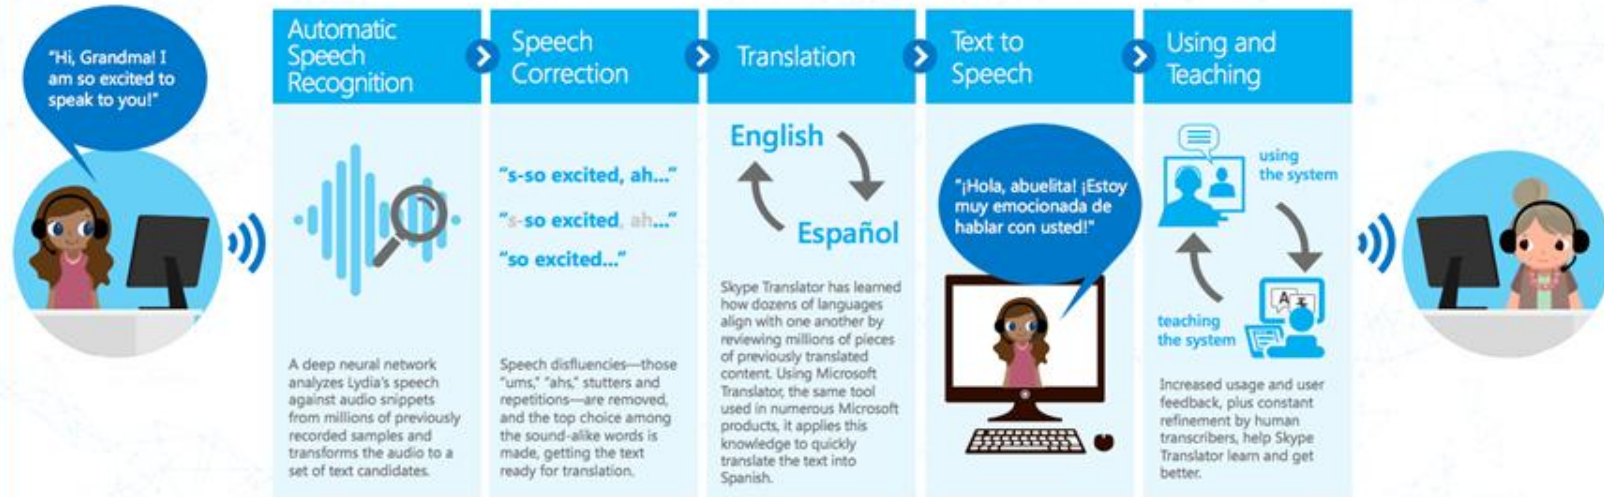 "Hi, Grandma! I
am so excited to
speak to you!"
Automatic
Speech
Recognition
A deep neural network
analyzes Lydia's speech
against audio snippets
from millions of previously
recorded samples and
transforms the audio to a
set of text candidates.
Speech
Correction
"s-so excited, ah..."
"s-so excited, ah..."
"so excited..."
Speech disfluencies—those
"ums," "ahs," stutters and
repetitions—are removed,
and the top choice among
the sound-alike words is
made, getting the text
ready for translation.
Translation
English
Español
Skype Translator has learned
how dozens of languages
align with one another by
reviewing millions of pieces
of previously translated
content. Using Microsoft
Translator, the same tool
used in numerous Microsoft
products, it applies this
knowledge to quickly
translate the text into
Spanish.
Text to
Speech
"¡Hola, abuelita! ¡Estoy
muy emocionada de
hablar con usted!"
Using and
Teaching
using
the system
A
teaching
the system
Increased usage and user
feedback, plus constant
refinement by human
transcribers, help Skype
Translator learn and get
better.